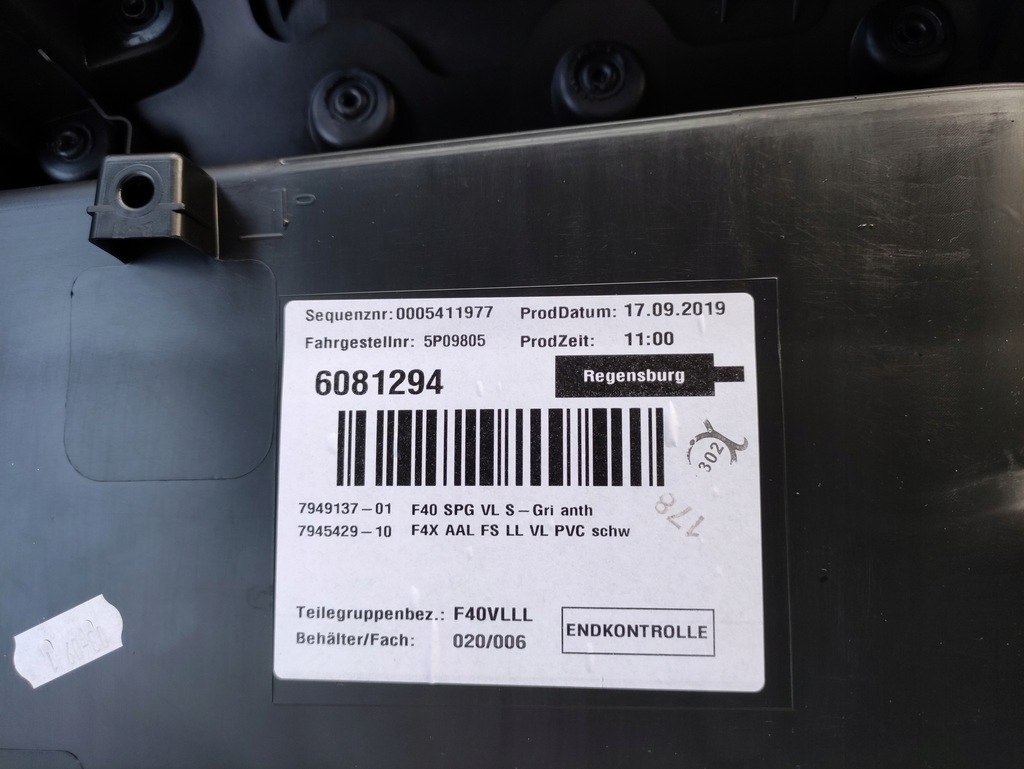 Sequenznr: 0005411977 ProdDatum: 17.09.2019
Fahrgestellnr: 5P09805 ProdZeit: 11:00
6081294 Regensburg
302
7949137-01 F40 SPG VL S-Gri anth
178
7945429-10 F4X AAL FS LL VL PVC schw
Teilegruppenbez.: F40VLLL
Behälter/Fach: 020/006
ENDKONTROLLE